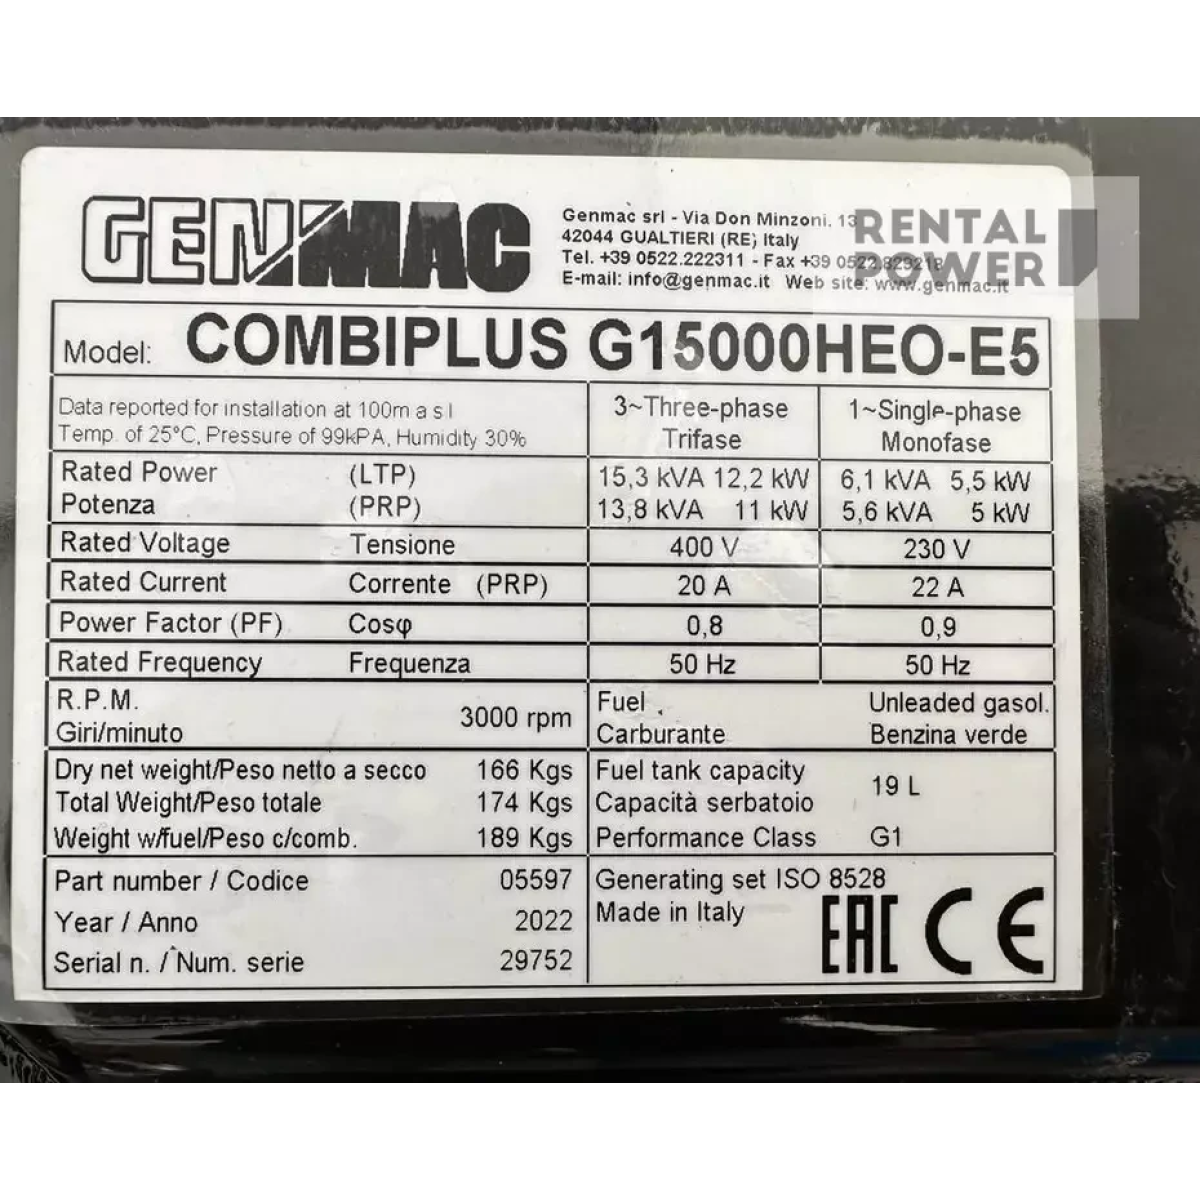 GENMAC
Genmac srl - Via Don Minzoni, 13
42044 GUALTIERI (RE) Italy
Tel. +39 0522.222311 - Fax +39 0522.829218
E-mail: info@genmac.it Web site: www.genmac.it
RENTAL
POWER
Model: COMBIPLUS G15000HEO-E5
Data reported for installation at 100m a s l
Temp. of 25°C, Pressure of 99kPA, Humidity 30%
3~Three-phase
Trifase
1~Single-phase
Monofase
Rated Power (LTP) 15,3 kVA 12,2 kW 6,1 kVA 5,5 kW
Potenza (PRP) 13,8 kVA 11 kW 5,6 kVA 5 kW
Rated Voltage Tensione 400 V 230 V
Rated Current Corrente (PRP) 20 A 22 A
Power Factor (PF) Cosφ 0,8 0,9
Rated Frequency Frequenza 50 Hz 50 Hz
R.P.M.
Giri/minuto
3000 rpm
Fuel Unleaded gasol.
Carburante Benzina verde
Dry net weight/Peso netto a secco 166 Kgs
Total Weight/Peso totale 174 Kgs
Weight w/fuel/Peso c/comb. 189 Kgs
Fuel tank capacity
Capacità serbatoio
19 L
Performance Class G1
Part number / Codice 05597
Year / Anno 2022
Serial n. / Num. serie 29752
Generating set ISO 8528
Made in Italy
EAC CE